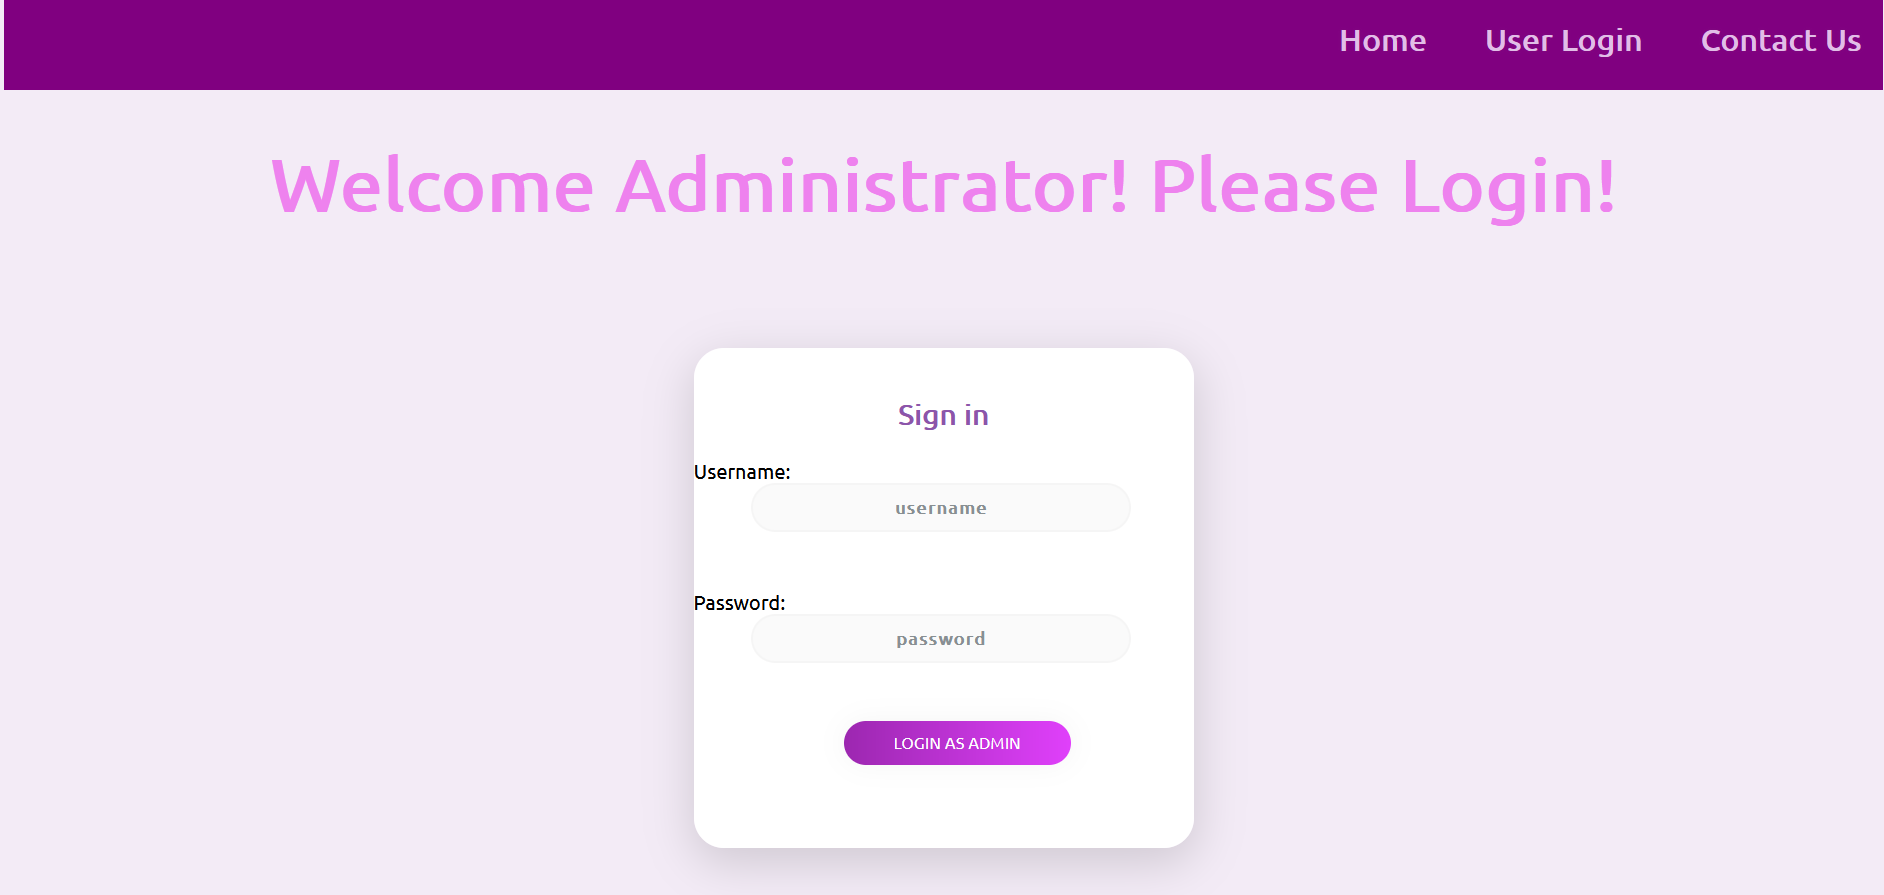 Home User Login Contact Us
Welcome Administrator! Please Login!
Sign in
Username:
username
Password:
password
LOGIN AS ADMIN